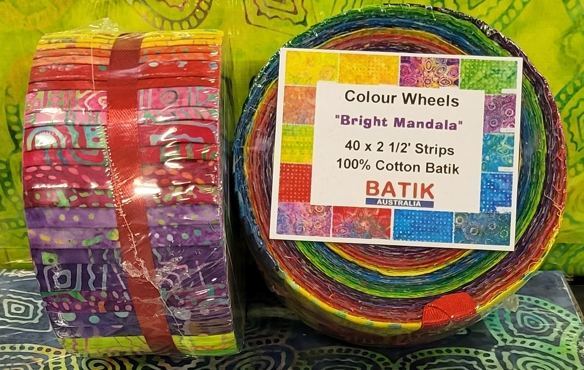 Colour Wheels
"Bright Mandala"
40 x 2 1/2' Strips
100% Cotton Batik
BATIK
AUSTRALIA